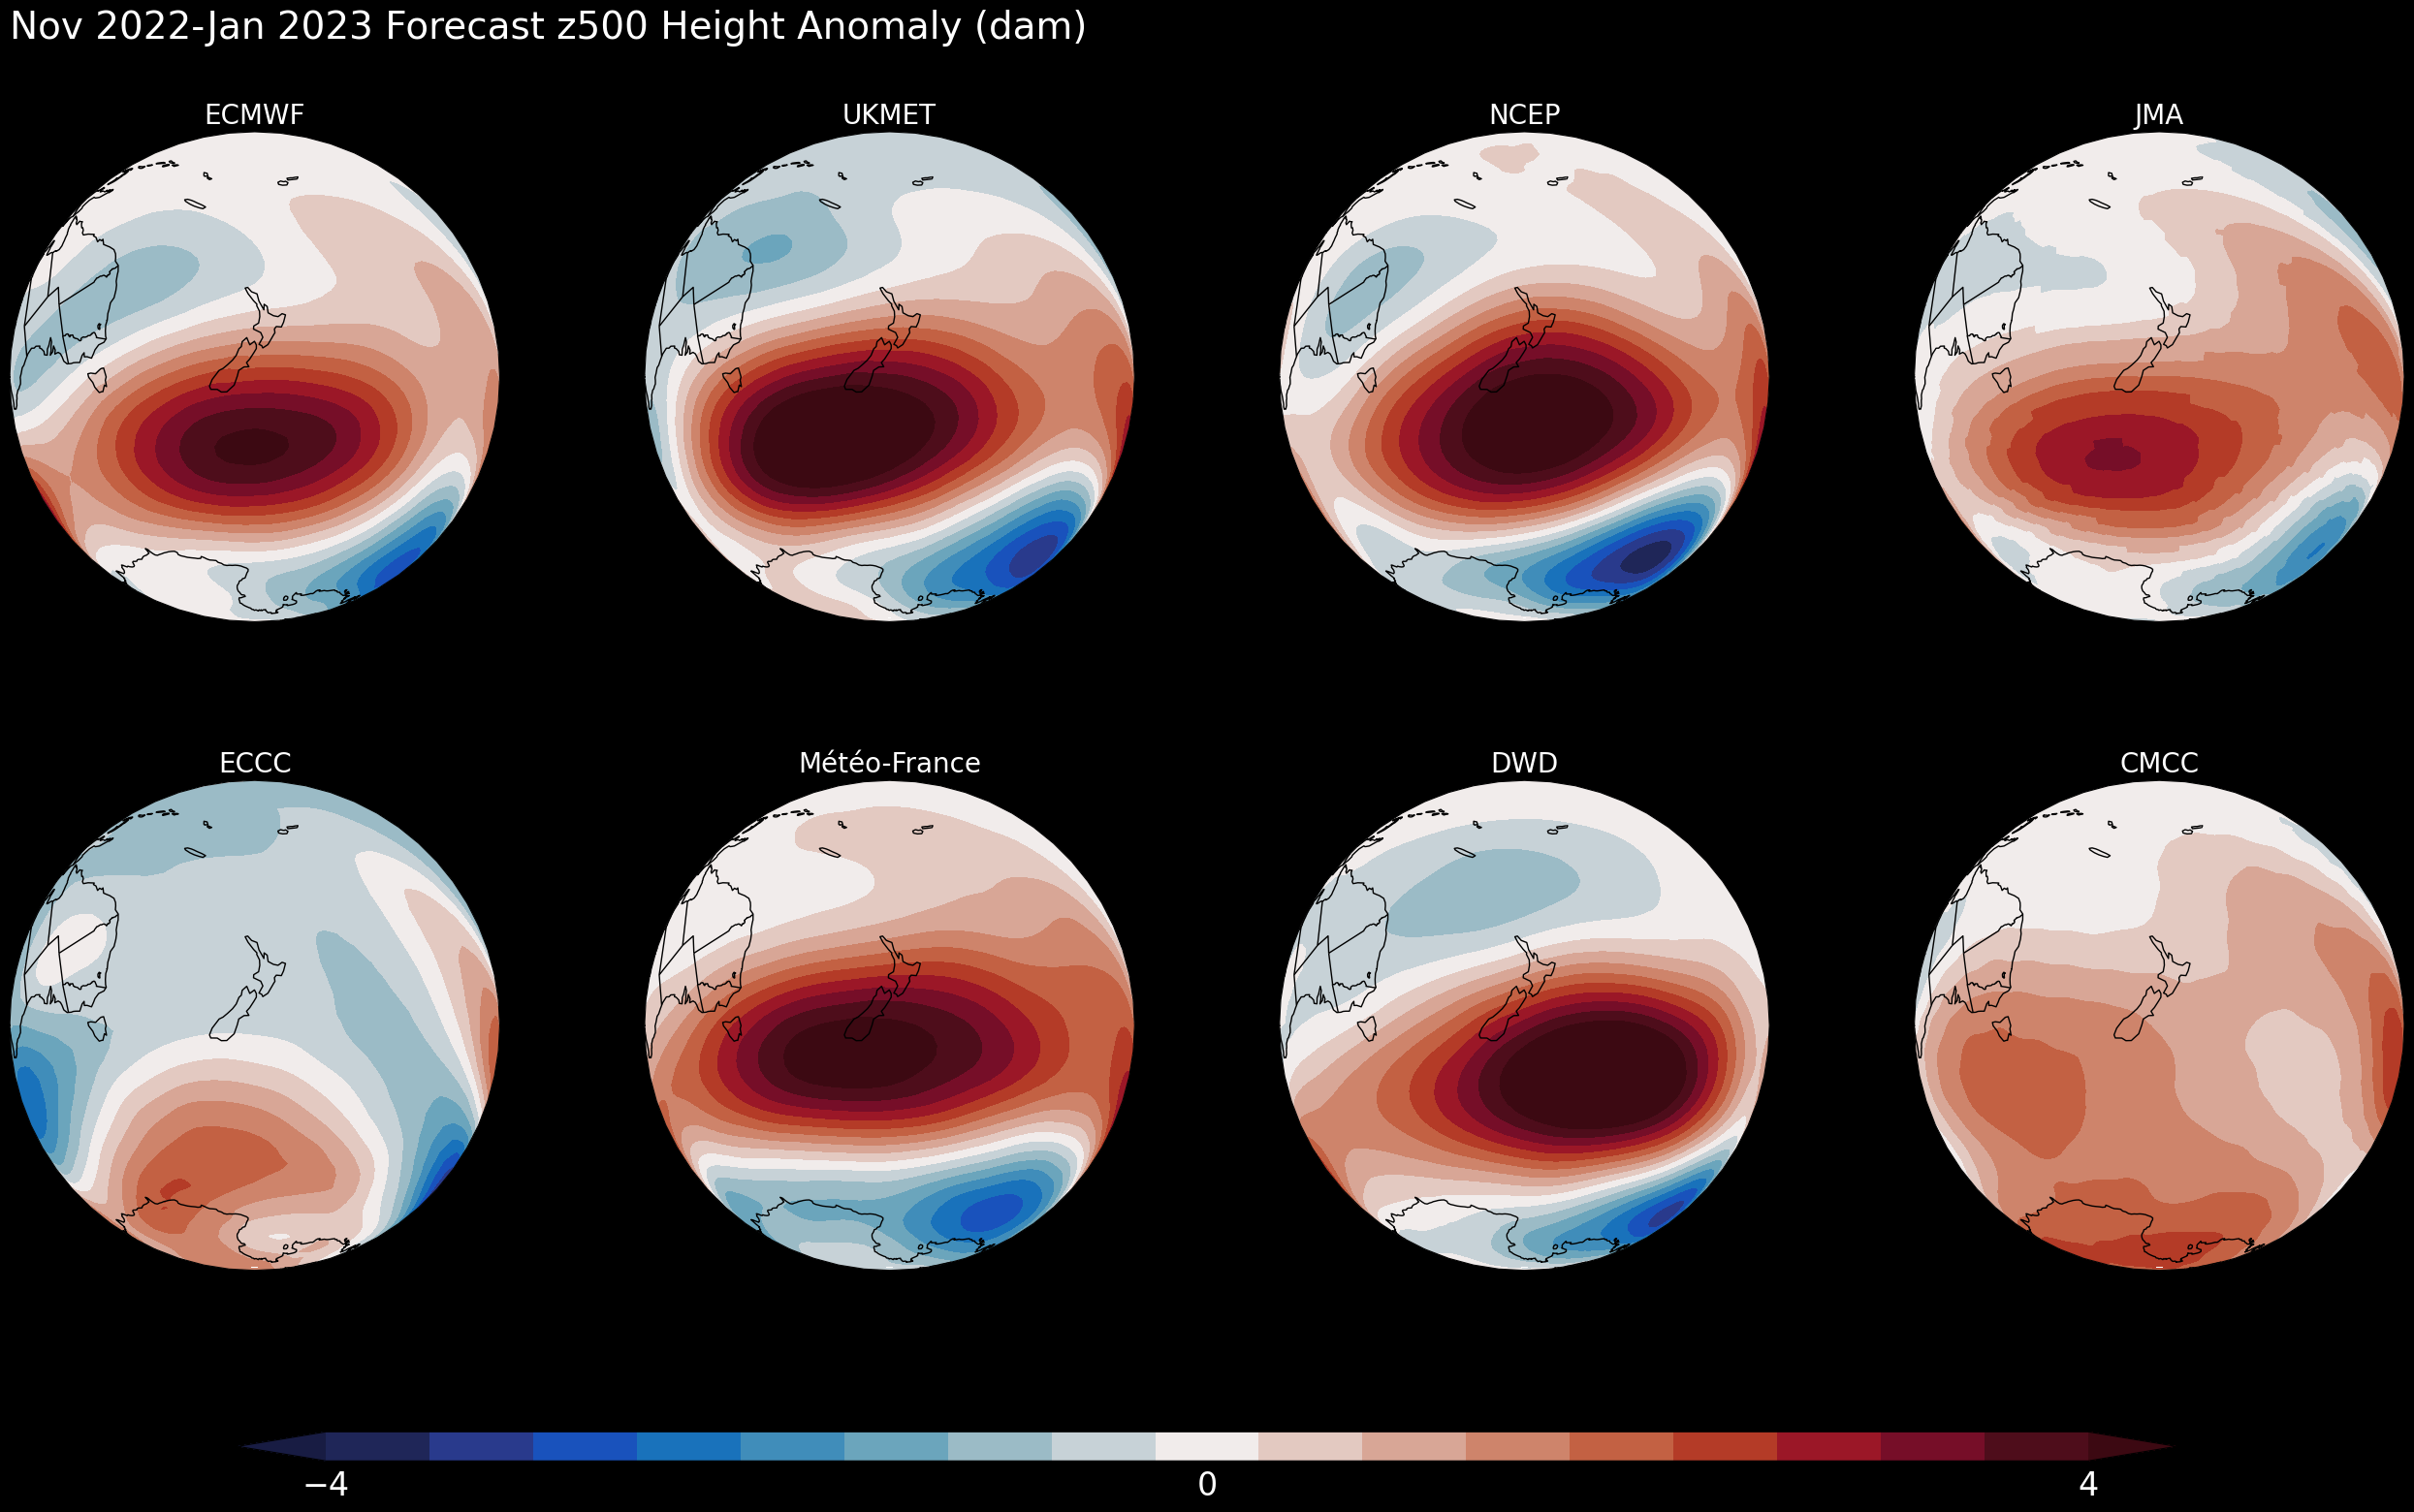 Nov 2022-Jan 2023 Forecast z500 Height Anomaly (dam)
ECMWF
UKMET
NCEP
JMA
ECCC
Météo-France
DWD
CMCC
−4
0
4